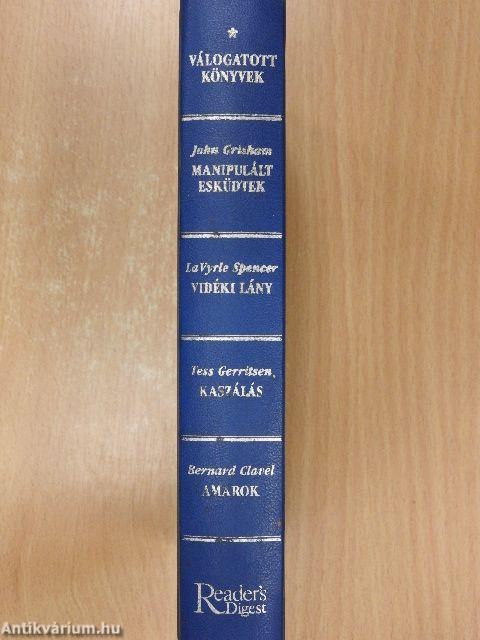 *
VÁLOGATOTT
KÖNYVEK
John Grisham
MANIPULÁLT
ESKÜDTEK
LaVyrle Spencer
VIDÉKI LÁNY
Tess Gerritsen
KASZÁLÁS
Bernard Clavel
AMAROK
Reader's
Digest
Antikvárium.hu